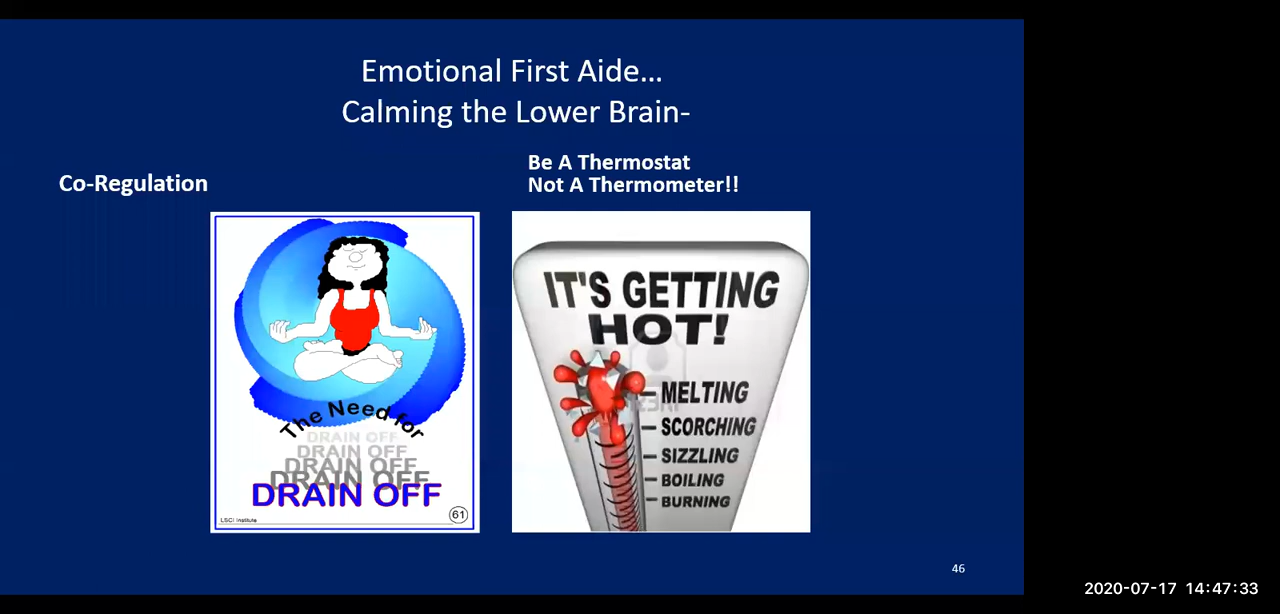 Emotional First Aide…
Calming the Lower Brain-
Co-Regulation
Be A Thermostat
Not A Thermometer!!
The Need for
DRAIN OFF
DRAIN OFF
DRAIN OFF
DRAIN OFF
DRAIN OFF
LSCI Institute
61
IT'S GETTING
HOT!
MELTING
SCORCHING
SIZZLING
BOILING
BURNING
46
2020-07-17 14:47:33